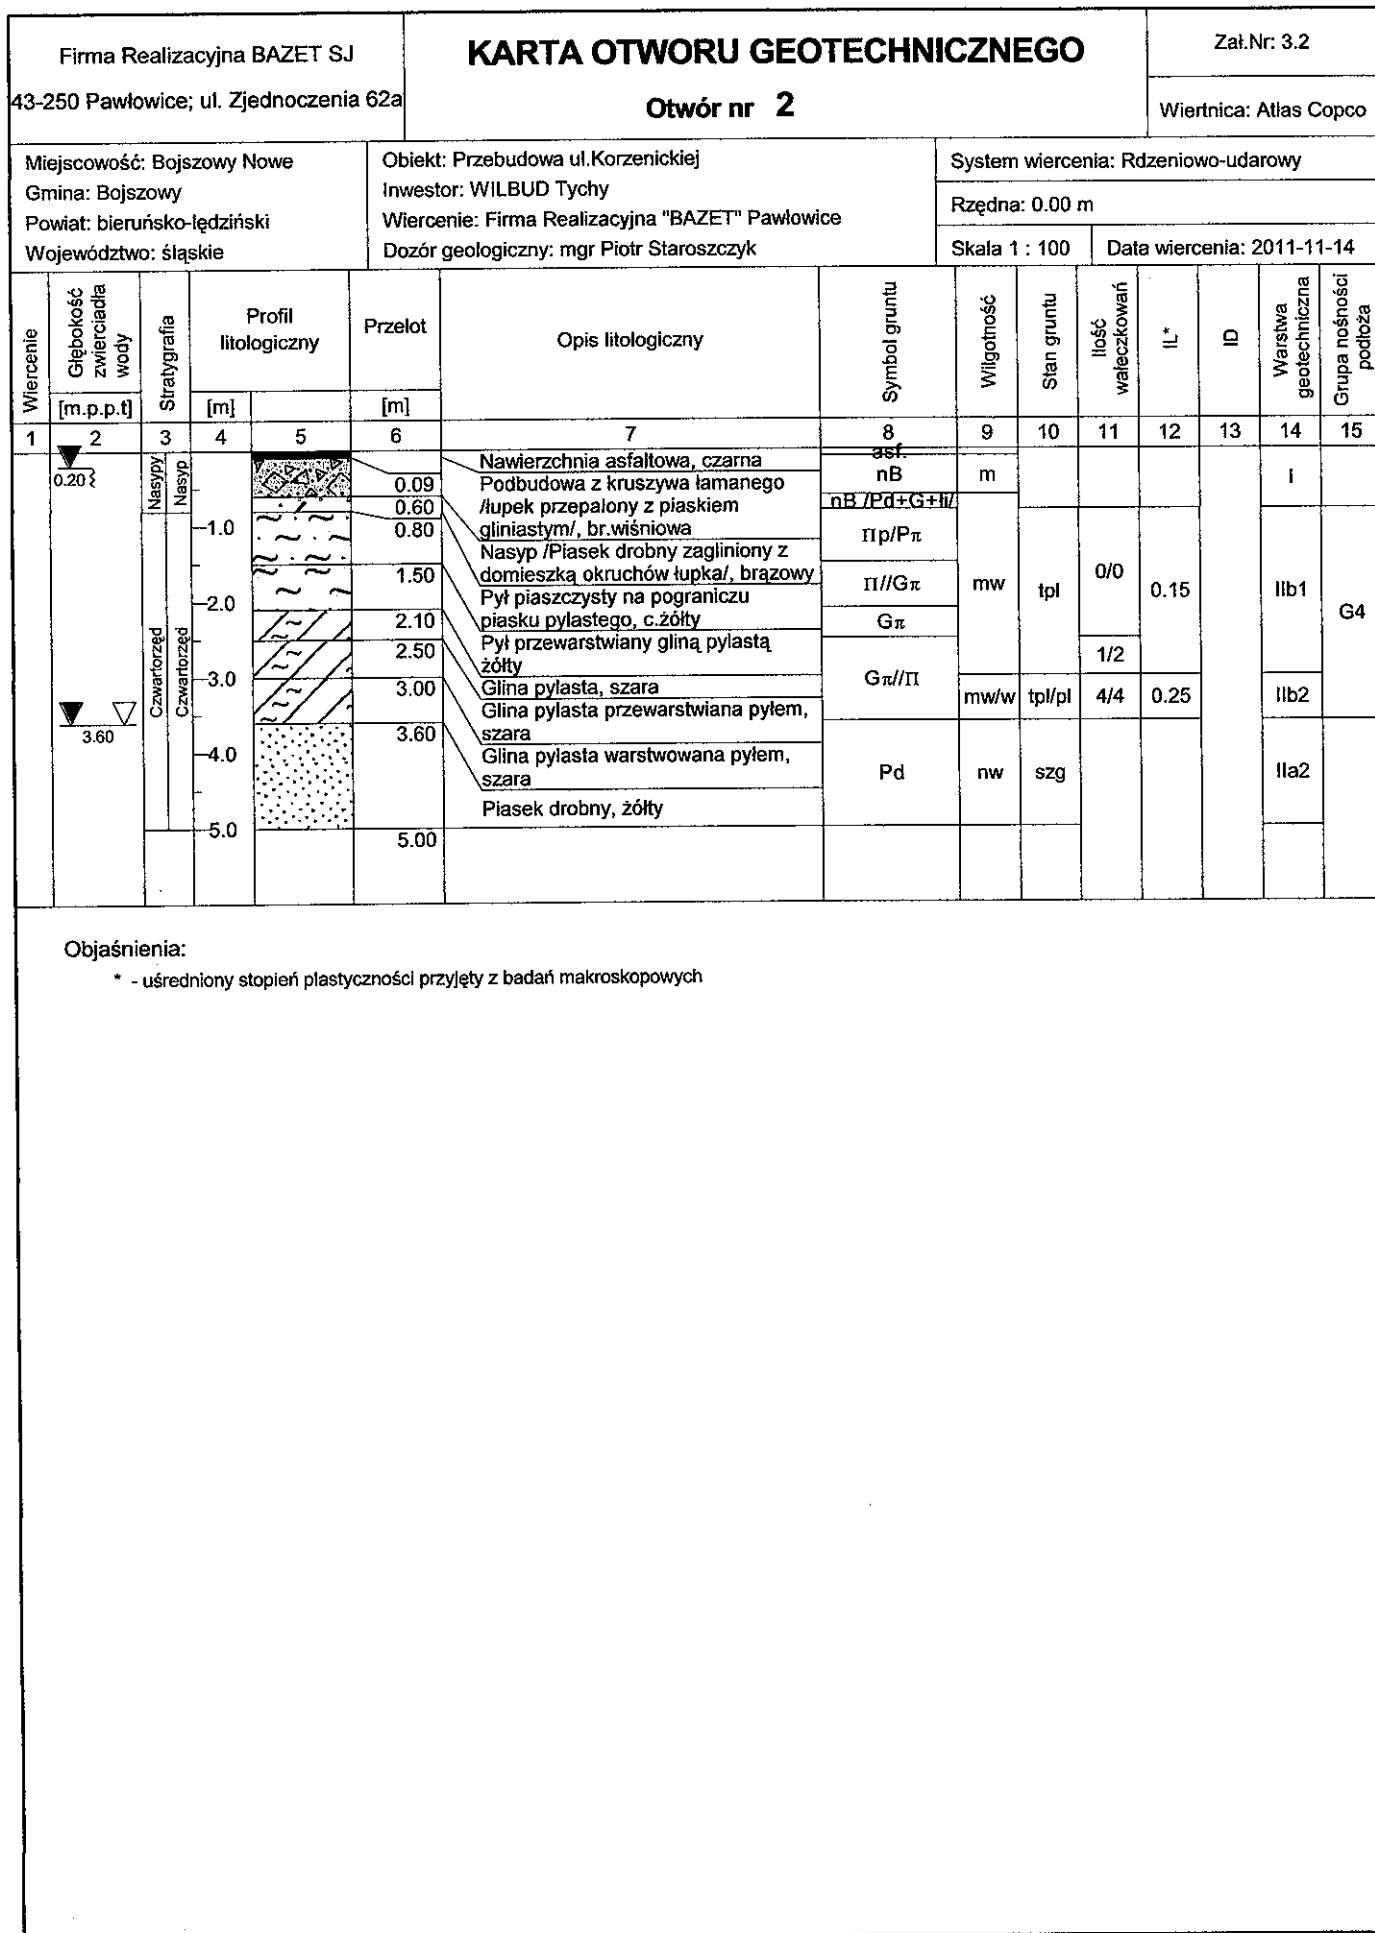 Firma Realizacyjna BAZET SJ
43-250 Pawłowice; ul. Zjednoczenia 62a
KARTA OTWORU GEOTECHNICZNEGO
Otwór nr 2
Zał.Nr: 3.2
Wiertnica: Atlas Copco
Miejscowość: Bojszowy Nowe
Gmina: Bojszowy
Powiat: bieruńsko-lędziński
Województwo: śląskie
Obiekt: Przebudowa ul.Korzenickiej
Inwestor: WILBUD Tychy
Wiercenie: Firma Realizacyjna "BAZET" Pawłowice
Dozór geologiczny: mgr Piotr Staroszczyk
System wiercenia: Rdzeniowo-udarowy
Rzędna: 0.00 m
Skala 1 : 100
Data wiercenia: 2011-11-14
Wiercenie
Głębokość
zwierciadła
wody
[m.p.p.t]
Stratygrafia
Profil
litologiczny
[m]
Przelot
[m]
Opis litologiczny
Symbol gruntu
Wilgotność
Stan gruntu
Ilość
wałeczkowań
IL*
ID
Warstwa
geotechniczna
Grupa nośności
podłoża
1 2 3 4 5 6 7 8 9 10 11 12 13 14 15
0.20
3.60
Nasypy
Nasyp
Czwartorzęd
Czwartorzęd
1.0
2.0
3.0
4.0
5.0
0.09
0.60
0.80
1.50
2.10
2.50
3.00
3.60
5.00
Nawierzchnia asfaltowa, czarna
Podbudowa z kruszywa łamanego
/łupek przepalony z piaskiem
gliniastym/, br.wiśniowa
Nasyp /Piasek drobny zagliniony z
domieszką okruchów łupka/, brązowy
Pył piaszczysty na pograniczu
piasku pylastego, c.żółty
Pył przewarstwiany gliną pylastą
żółty
Glina pylasta, szara
Glina pylasta przewarstwiana pyłem,
szara
Glina pylasta warstwowana pyłem,
szara
Piasek drobny, żółty
asf.
nB
nB /Pd+G+łi/
Πp/Pπ
Π//Gπ
Gπ
Gπ//Π
Pd
m
mw
mw/w
nw
tpl
tpl/pl
szg
0/0
1/2
4/4
0.15
0.25
I
IIb1
IIb2
IIa2
G4
Objaśnienia:
* - uśredniony stopień plastyczności przyjęty z badań makroskopowych